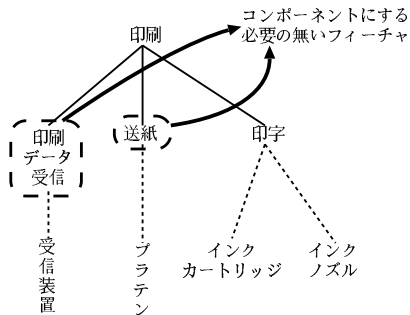 コンポーネントにする
必要の無いフィーチャ
印刷
印刷
データ
受信
送紙
印字
受信装置
プラテン
インク
カートリッジ
インク
ノズル